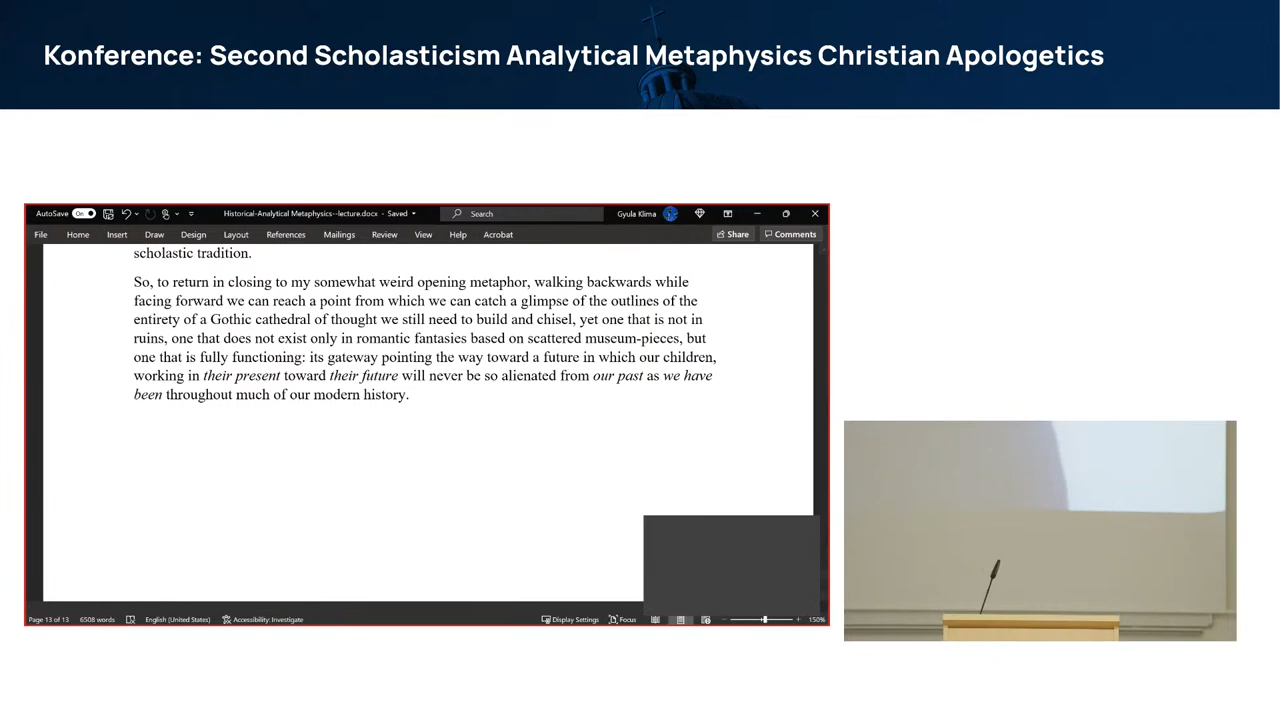 Konference: Second Scholasticism Analytical Metaphysics Christian Apologetics
AutoSave On Historical-Analytical Metaphysics--lecture.docx - Saved Search Gyula Klima
File Home Insert Draw Design Layout References Mailings Review View Help Acrobat Share Comments
scholastic tradition.
So, to return in closing to my somewhat weird opening metaphor, walking backwards while
facing forward we can reach a point from which we can catch a glimpse of the outlines of the
entirety of a Gothic cathedral of thought we still need to build and chisel, yet one that is not in
ruins, one that does not exist only in romantic fantasies based on scattered museum-pieces, but
one that is fully functioning: its gateway pointing the way toward a future in which our children,
working in their present toward their future will never be so alienated from our past as we have
been throughout much of our modern history.
Page 13 of 13 6508 words English (United States) Accessibility: Investigate Display Settings Focus 150%